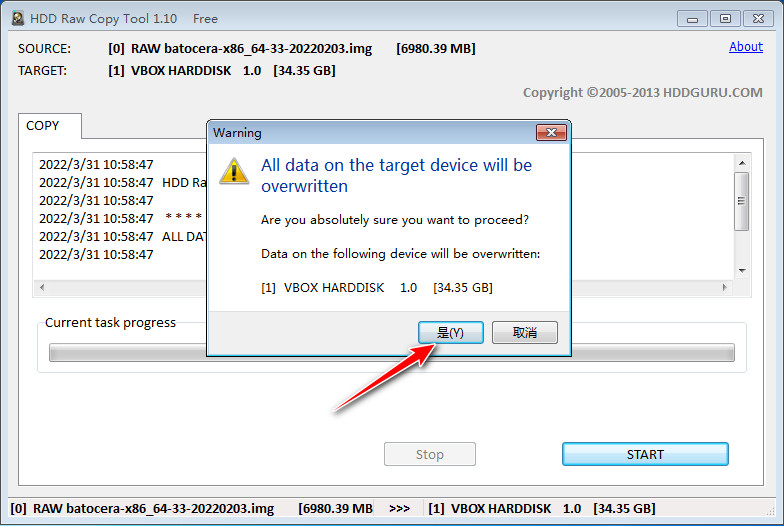 HDD Raw Copy Tool 1.10 Free
SOURCE: [0] RAW batocera-x86_64-33-20220203.img [6980.39 MB]
About
TARGET: [1] VBOX HARDDISK 1.0 [34.35 GB]
Copyright ©2005-2013 HDDGURU.COM
COPY
2022/3/31 10:58:47
2022/3/31 10:58:47 HDD Ra
2022/3/31 10:58:47
2022/3/31 10:58:47 * * * *
2022/3/31 10:58:47 ALL DAT
2022/3/31 10:58:47
Warning
All data on the target device will be
overwritten
Are you absolutely sure you want to proceed?
Data on the following device will be overwritten:
[1] VBOX HARDDISK 1.0 [34.35 GB]
是(Y)
取消
Current task progress
Stop
START
[0] RAW batocera-x86_64-33-20220203.img [6980.39 MB >>> [1] VBOX HARDDISK 1.0 [34.35 GB]